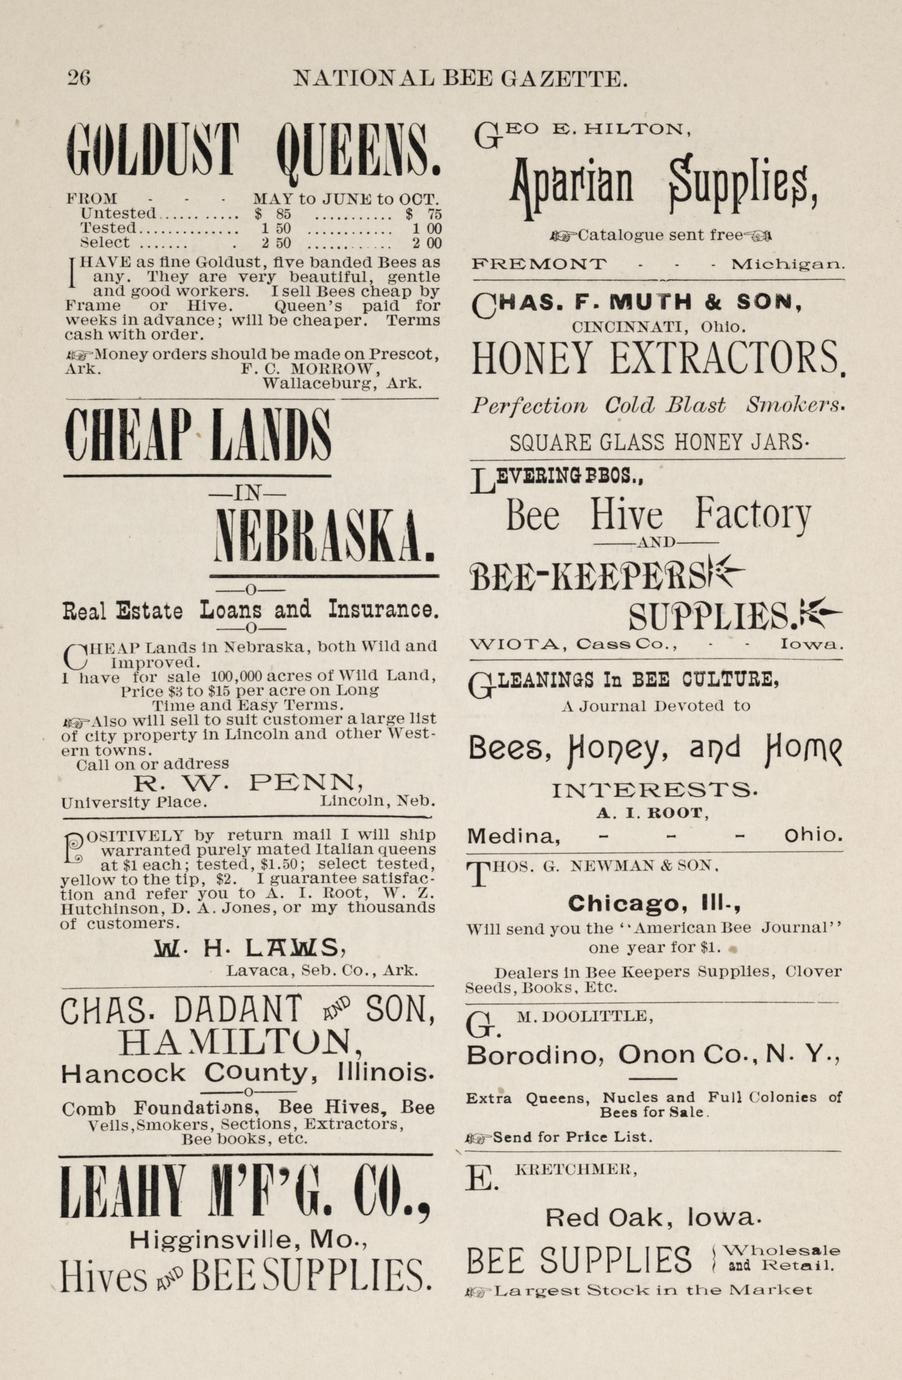 26
NATIONAL BEE GAZETTE.
GOLDUST QUEENS.
FROM - - - MAY to JUNE to OCT.
Untested........... $ 85 ........... $ 75
Tested.............. 1 50 ............ 1 00
Select ....... . 2 50 ............ 2 00
I HAVE as fine Goldust, five banded Bees as
any. They are very beautiful, gentle
and good workers. I sell Bees cheap by
Frame or Hive. Queen's paid for
weeks in advance; will be cheaper. Terms
cash with order.
☞Money orders should be made on Prescot,
Ark. F. C. MORROW,
Wallaceburg, Ark.
CHEAP LANDS
—IN—
NEBRASKA.
——O——
Real Estate Loans and Insurance.
——O——
CHEAP Lands in Nebraska, both Wild and
Improved.
I have for sale 100,000 acres of Wild Land,
Price $3 to $15 per acre on Long
Time and Easy Terms.
☞Also will sell to suit customer a large list
of city property in Lincoln and other West-
ern towns.
Call on or address
R. W. PENN,
University Place. Lincoln, Neb.
POSITIVELY by return mail I will ship
warranted purely mated Italian queens
at $1 each; tested, $1.50; select tested,
yellow to the tip, $2. I guarantee satisfac-
tion and refer you to A. I. Root, W. Z.
Hutchinson, D. A. Jones, or my thousands
of customers.
W. H. LAWS,
Lavaca, Seb. Co., Ark.
CHAS. DADANT AND SON,
HAMILTON,
Hancock County, Illinois.
——O——
Comb Foundations, Bee Hives, Bee
Veils,Smokers, Sections, Extractors,
Bee books, etc.
LEAHY M'F'G. CO.,
Higginsville, Mo.,
Hives AND BEE SUPPLIES.
GEO E. HILTON,
Aparian Supplies,
☞Catalogue sent free☜
FREMONT - - - Michigan.
CHAS. F. MUTH & SON,
CINCINNATI, Ohio.
HONEY EXTRACTORS.
Perfection Cold Blast Smokers.
SQUARE GLASS HONEY JARS.
LEVERING BBOS.,
Bee Hive Factory
——AND——
BEE-KEEPERS
SUPPLIES.
WIOTA, Cass Co., - - Iowa.
GLEANINGS In BEE CULTURE,
A Journal Devoted to
Bees, Honey, and Home
INTERESTS.
A. I. ROOT,
Medina, - - - Ohio.
THOS. G. NEWMAN & SON,
Chicago, Ill.,
Will send you the "American Bee Journal"
one year for $1.
Dealers in Bee Keepers Supplies, Clover
Seeds, Books, Etc.
G. M. DOOLITTLE,
Borodino, Onon Co., N. Y.,
Extra Queens, Nucles and Full Colonies of
Bees for Sale.
☞Send for Price List.
E. KRETCHMER,
Red Oak, Iowa.
BEE SUPPLIES { Wholesale
and Retail.
☞Largest Stock in the Market